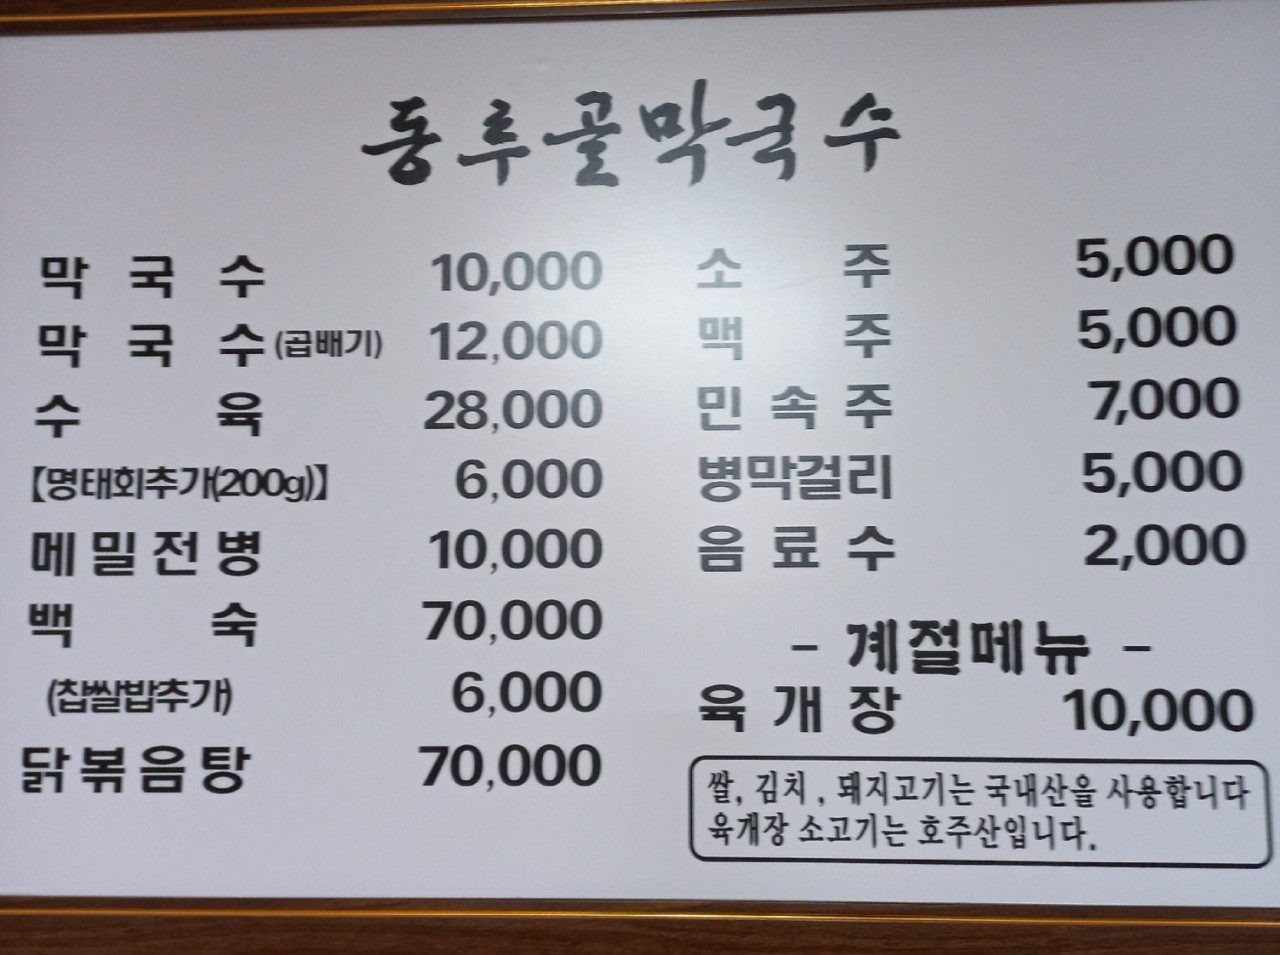 동루골막국수
막국수 10,000
막국수(곱배기) 12,000
수육 28,000
【명태회추가(200g)】 6,000
메밀전병 10,000
백숙 70,000
(찹쌀밥추가) 6,000
닭볶음탕 70,000
소주 5,000
맥주 5,000
민속주 7,000
병막걸리 5,000
음료수 2,000
- 계절메뉴 -
육개장 10,000
쌀, 김치, 돼지고기는 국내산을 사용합니다
육개장 소고기는 호주산입니다.